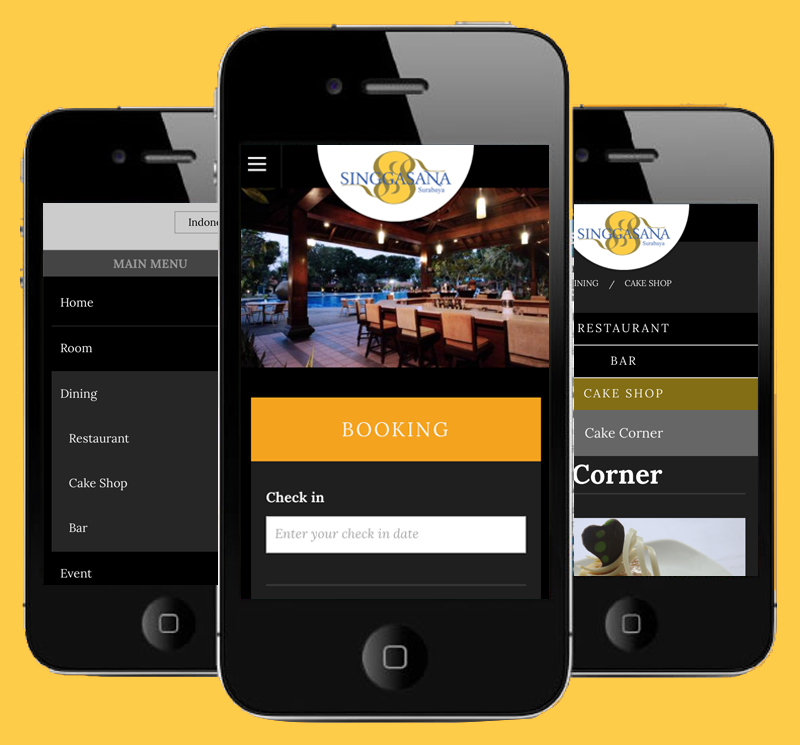 Indone
MAIN MENU
Home
Room
Dining
Restaurant
Cake Shop
Bar
Event
SINGGASANA
Surabaya
BOOKING
Check in
Enter your check in date
SINGGASANA
Surabaya
INING / CAKE SHOP
RESTAURANT
BAR
CAKE SHOP
Cake Corner
Corner